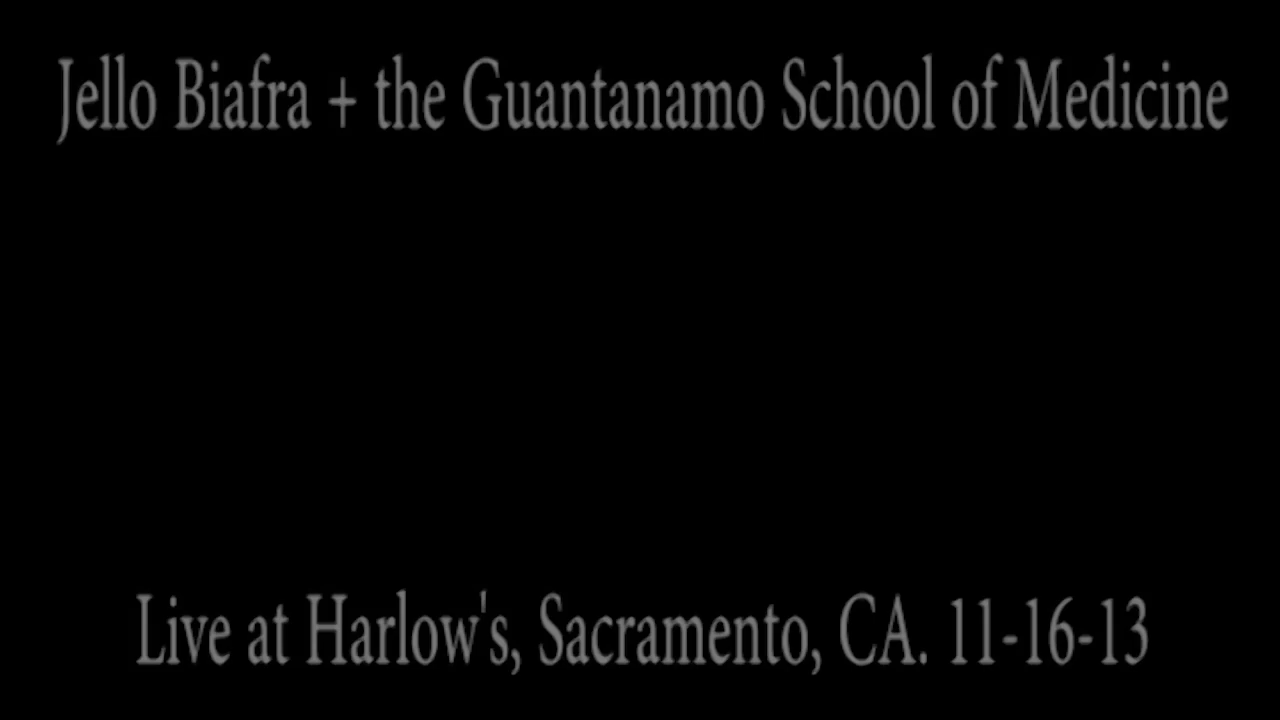 Jello Biafra + the Guantanamo School of Medicine
Live at Harlow's, Sacramento, CA. 11-16-13